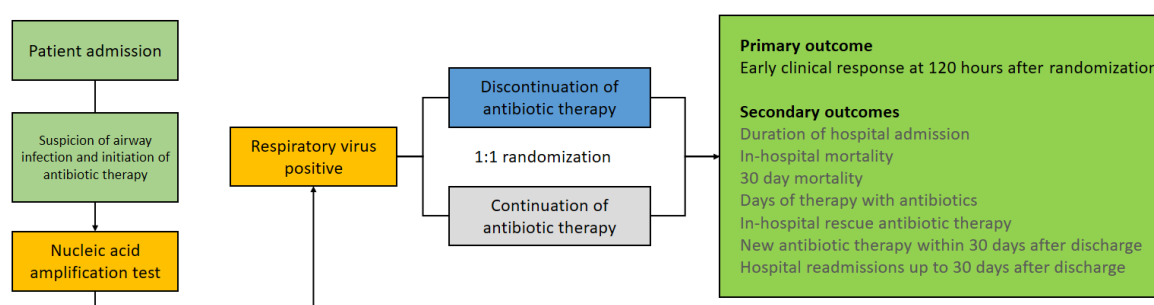 Patient admission
Suspicion of airway
infection and initiation of
antibiotic therapy
Nucleic acid
amplification test
Respiratory virus
positive
Discontinuation of
antibiotic therapy
1:1 randomization
Continuation of
antibiotic therapy
Primary outcome
Early clinical response at 120 hours after randomization
Secondary outcomes
Duration of hospital admission
In-hospital mortality
30 day mortality
Days of therapy with antibiotics
In-hospital rescue antibiotic therapy
New antibiotic therapy within 30 days after discharge
Hospital readmissions up to 30 days after discharge